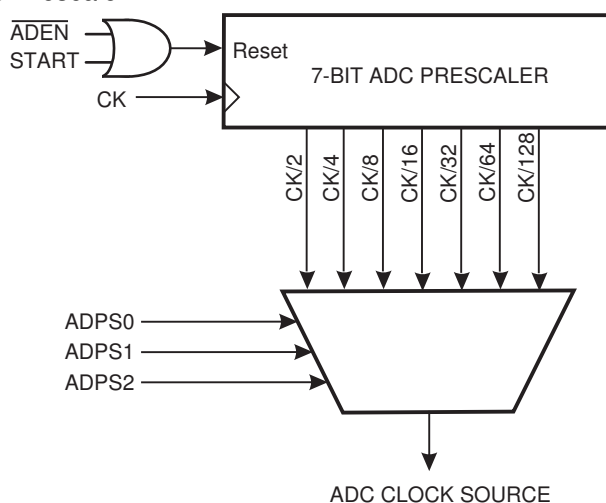 ADEN
START
Reset
7-BIT ADC PRESCALER
CK
CK/2
CK/4
CK/8
CK/16
CK/32
CK/64
CK/128
ADPS0
ADPS1
ADPS2
ADC CLOCK SOURCE